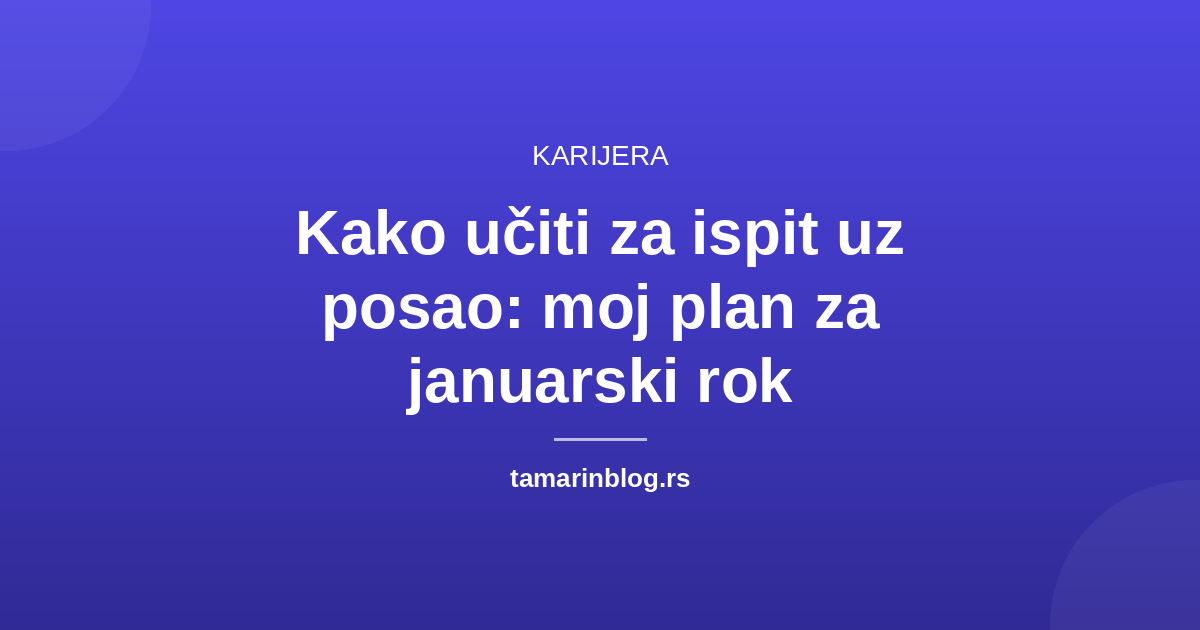 KARIJERA
Kako učiti za ispit uz
posao: moj plan za
januarski rok
tamarinblog.rs